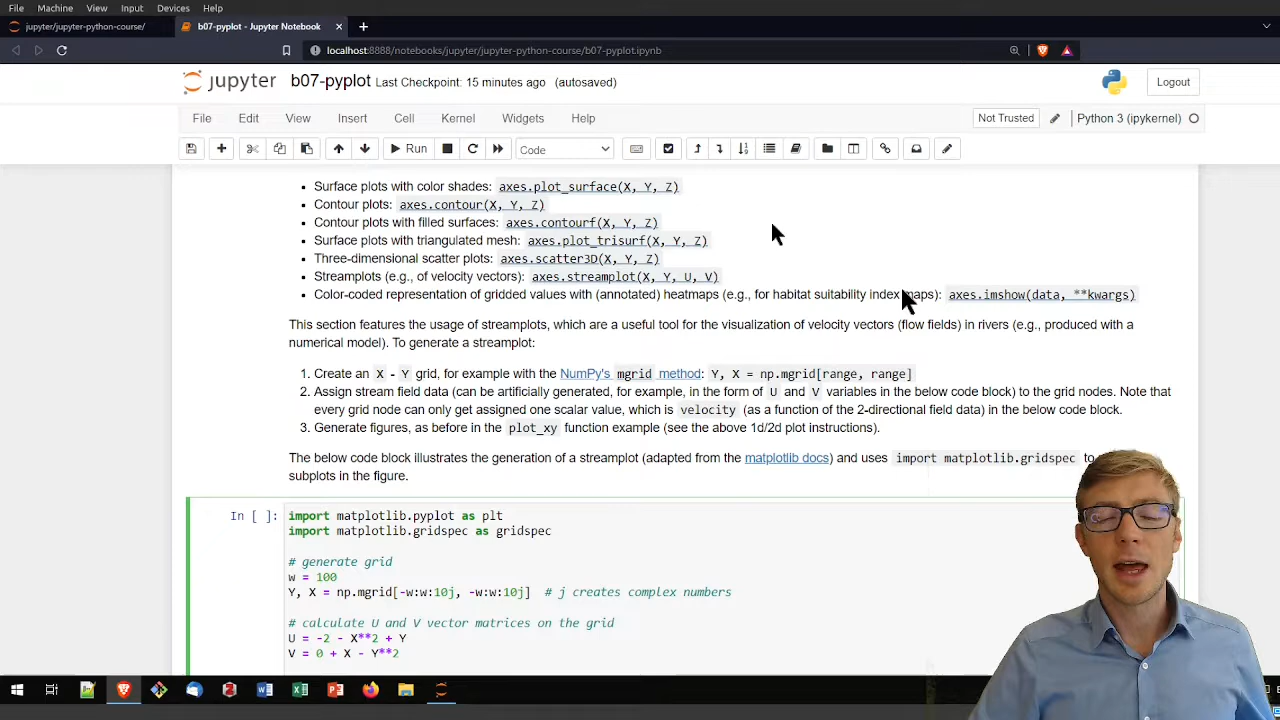 File Machine View Input Devices Help
jupyter/jupyter-python-course/
b07-pyplot - Jupyter Notebook
localhost:8888/notebooks/jupyter/jupyter-python-course/b07-pyplot.ipynb
jupyter b07-pyplot Last Checkpoint: 15 minutes ago (autosaved)
Logout
File Edit View Insert Cell Kernel Widgets Help
Not Trusted
Python 3 (ipykernel)
Run
Code
Surface plots with color shades: axes.plot_surface(X, Y, Z)
Contour plots: axes.contour(X, Y, Z)
Contour plots with filled surfaces: axes.contourf(X, Y, Z)
Surface plots with triangulated mesh: axes.plot_trisurf(X, Y, Z)
Three-dimensional scatter plots: axes.scatter3D(X, Y, Z)
Streamplots (e.g., of velocity vectors): axes.streamplot(X, Y, U, V)
Color-coded representation of gridded values with (annotated) heatmaps (e.g., for habitat suitability index maps): axes.imshow(data, **kwargs)
This section features the usage of streamplots, which are a useful tool for the visualization of velocity vectors (flow fields) in rivers (e.g., produced with a
numerical model). To generate a streamplot:
1. Create an X - Y grid, for example with the NumPy's mgrid method: Y, X = np.mgrid[range, range]
2. Assign stream field data (can be artificially generated, for example, in the form of U and V variables in the below code block) to the grid nodes. Note that
every grid node can only get assigned one scalar value, which is velocity (as a function of the 2-directional field data) in the below code block.
3. Generate figures, as before in the plot_xy function example (see the above 1d/2d plot instructions).
The below code block illustrates the generation of a streamplot (adapted from the matplotlib docs) and uses import matplotlib.gridspec to
subplots in the figure.
In [ ]: import matplotlib.pyplot as plt
import matplotlib.gridspec as gridspec
# generate grid
w = 100
Y, X = np.mgrid[-w:w:10j, -w:w:10j] # j creates complex numbers
# calculate U and V vector matrices on the grid
U = -2 - X**2 + Y
V = 0 + X - Y**2